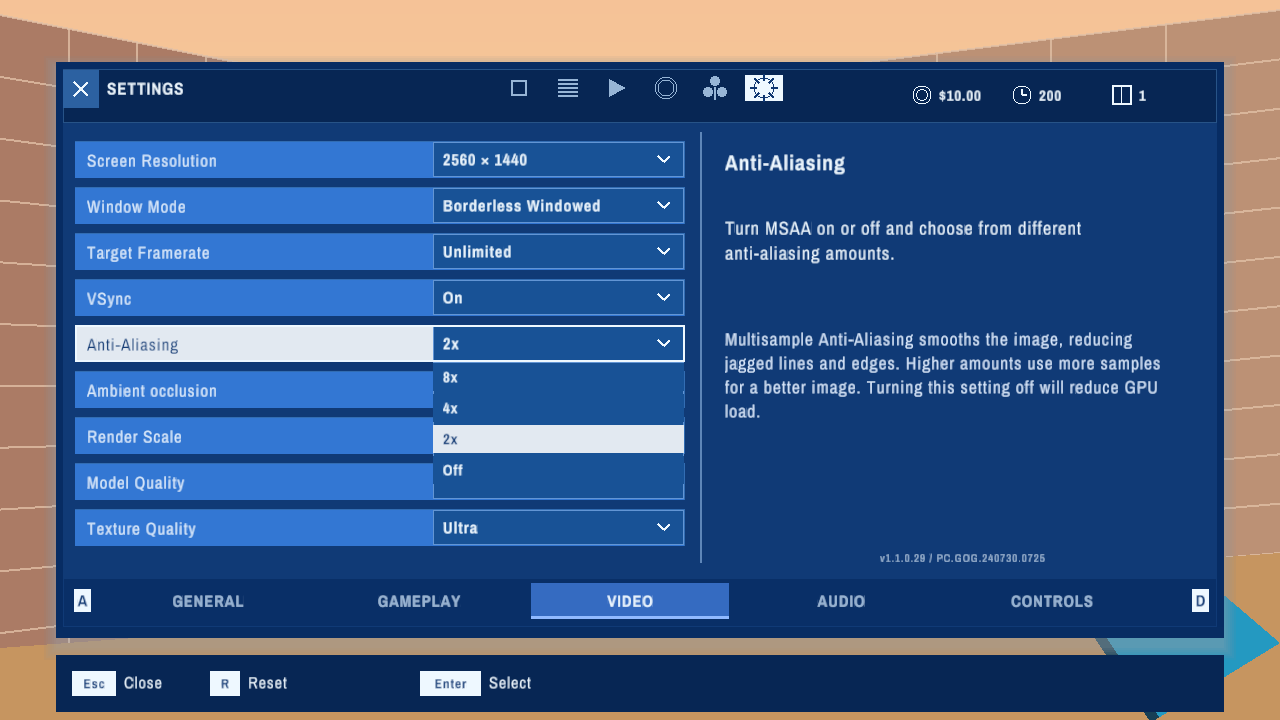 SETTINGS
$10.00
200
1
Screen Resolution
2560 × 1440
Window Mode
Borderless Windowed
Target Framerate
Unlimited
VSync
On
Anti-Aliasing
2x
8x
4x
2x
Off
Ambient occlusion
Render Scale
Model Quality
Texture Quality
Ultra
Anti-Aliasing
Turn MSAA on or off and choose from different
anti-aliasing amounts.
Multisample Anti-Aliasing smooths the image, reducing
jagged lines and edges. Higher amounts use more samples
for a better image. Turning this setting off will reduce GPU
load.
v1.1.0.29 / PC.GOG.240730.0725
A
GENERAL
GAMEPLAY
VIDEO
AUDIO
CONTROLS
D
Esc
Close
R
Reset
Enter
Select